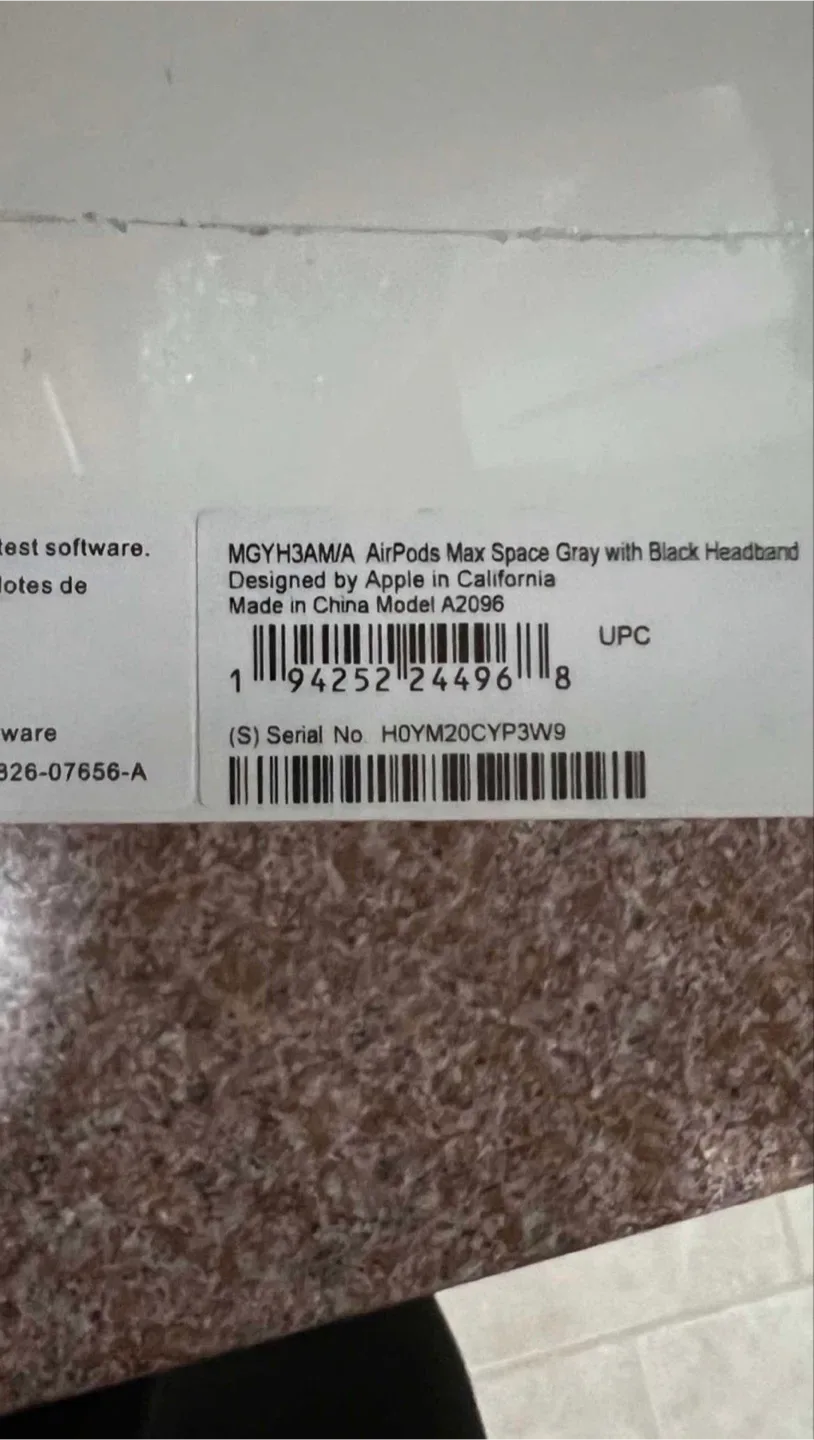 test software.
lotes de
ware
826-07656-A
MGYH3AM/A AirPods Max Space Gray with Black Headband
Designed by Apple in California
Made in China Model A2096
UPC
1 94252 24496 8
(S) Serial No. H0YM20CYP3W9